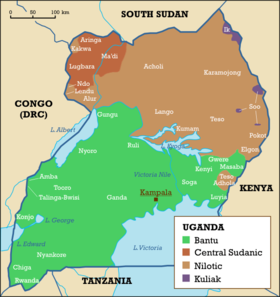 0 50 100 km
SOUTH SUDAN
Aringa
Kakwa
Ma'di
Lugbara
Ik
Acholi
Karamojong
Ndo
Lendu
Alur
CONGO
(DRC)
Gungu
Lango
Soo
Kumam
Teso
Pokot
L. Albert
Nyoro
Ruli
Elgon
Gwere
Masaba
Kenyi
Teso
Adhola
Amba
Tooro
Talinga-Bwisi
Victoria Nile
Soga
KENYA
Ganda
Kampala
Luyia
Konjo
L. George
L. Edward
Nyankore
L. Victoria
Chiga
Rwanda
TANZANIA
UGANDA
Bantu
Central Sudanic
Nilotic
Kuliak